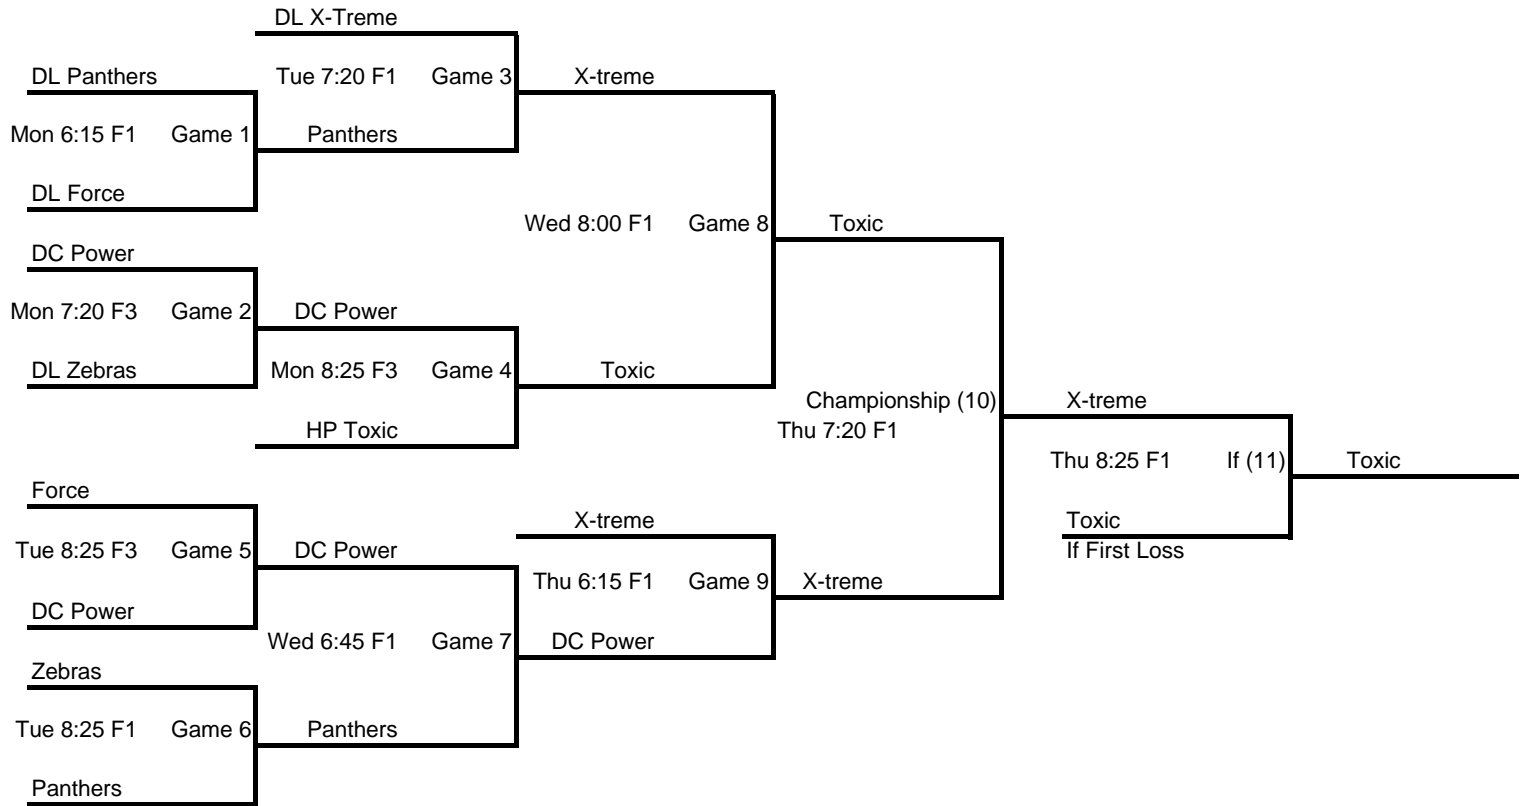 DL X-Treme
DL Panthers Tue 7:20 F1 Game 3 X-treme
Mon 6:15 F1 Game 1 Panthers
DL Force
Wed 8:00 F1 Game 8 Toxic
DC Power
Mon 7:20 F3 Game 2 DC Power
DL Zebras Mon 8:25 F3 Game 4 Toxic
Championship (10) X-treme
HP Toxic Thu 7:20 F1
Thu 8:25 F1 If (11) Toxic
Force
X-treme Toxic
Tue 8:25 F3 Game 5 DC Power If First Loss
Thu 6:15 F1 Game 9 X-treme
DC Power
Wed 6:45 F1 Game 7 DC Power
Zebras
Tue 8:25 F1 Game 6 Panthers
Panthers